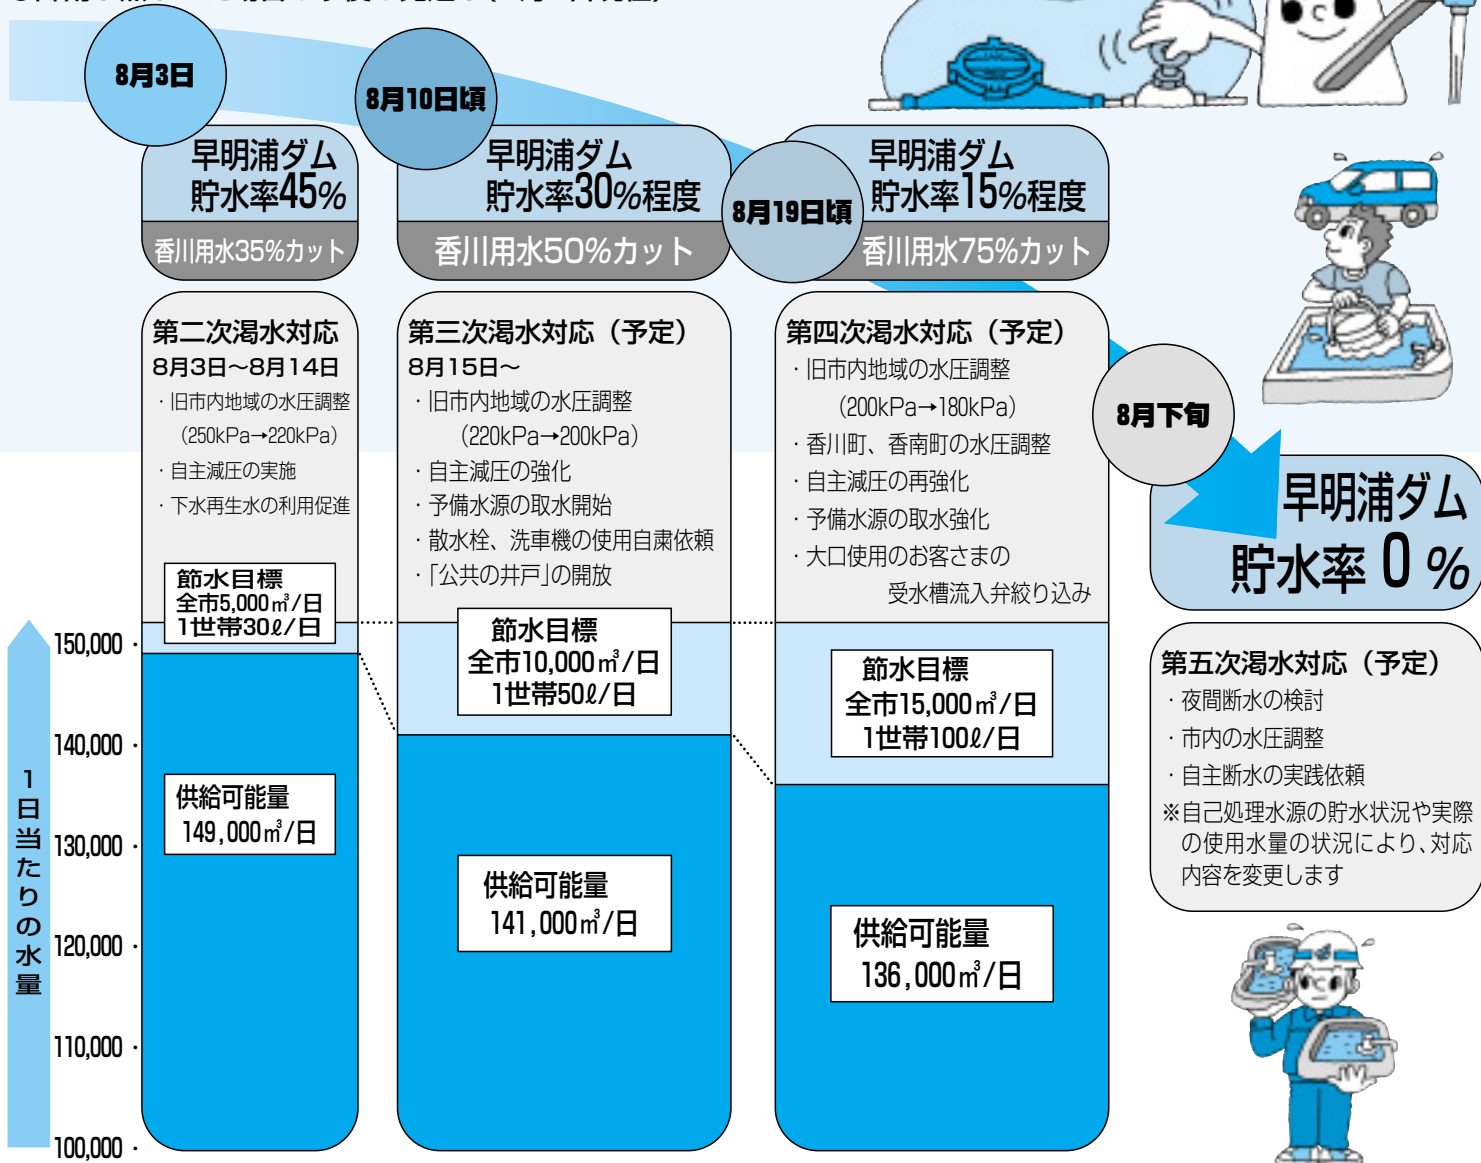 8月3日
8月10日頃
8月19日頃
8月下旬
早明浦ダム
貯水率45%
香川用水35%カット
早明浦ダム
貯水率30%程度
香川用水50%カット
早明浦ダム
貯水率15%程度
香川用水75%カット
早明浦ダム
貯水率0%
第二次渇水対応
8月3日～8月14日
・旧市内地域の水圧調整
（250kPa→220kPa）
・自主減圧の実施
・下水再生水の利用促進
節水目標
全市5,000㎥/日
1世帯30ℓ/日
供給可能量
149,000㎥/日
第三次渇水対応（予定）
8月15日～
・旧市内地域の水圧調整
（220kPa→200kPa）
・自主減圧の強化
・予備水源の取水開始
・散水栓、洗車機の使用自粛依頼
・「公共の井戸」の開放
節水目標
全市10,000㎥/日
1世帯50ℓ/日
供給可能量
141,000㎥/日
第四次渇水対応（予定）
・旧市内地域の水圧調整
（200kPa→180kPa）
・香川町、香南町の水圧調整
・自主減圧の再強化
・予備水源の取水強化
・大口使用のお客さまの
受水槽流入弁絞り込み
節水目標
全市15,000㎥/日
1世帯100ℓ/日
供給可能量
136,000㎥/日
第五次渇水対応（予定）
・夜間断水の検討
・市内の水圧調整
・自主断水の実践依頼
※自己処理水源の貯水状況や実際
の使用水量の状況により、対応
内容を変更します
1日当たりの水量
150,000
140,000
130,000
120,000
110,000
100,000